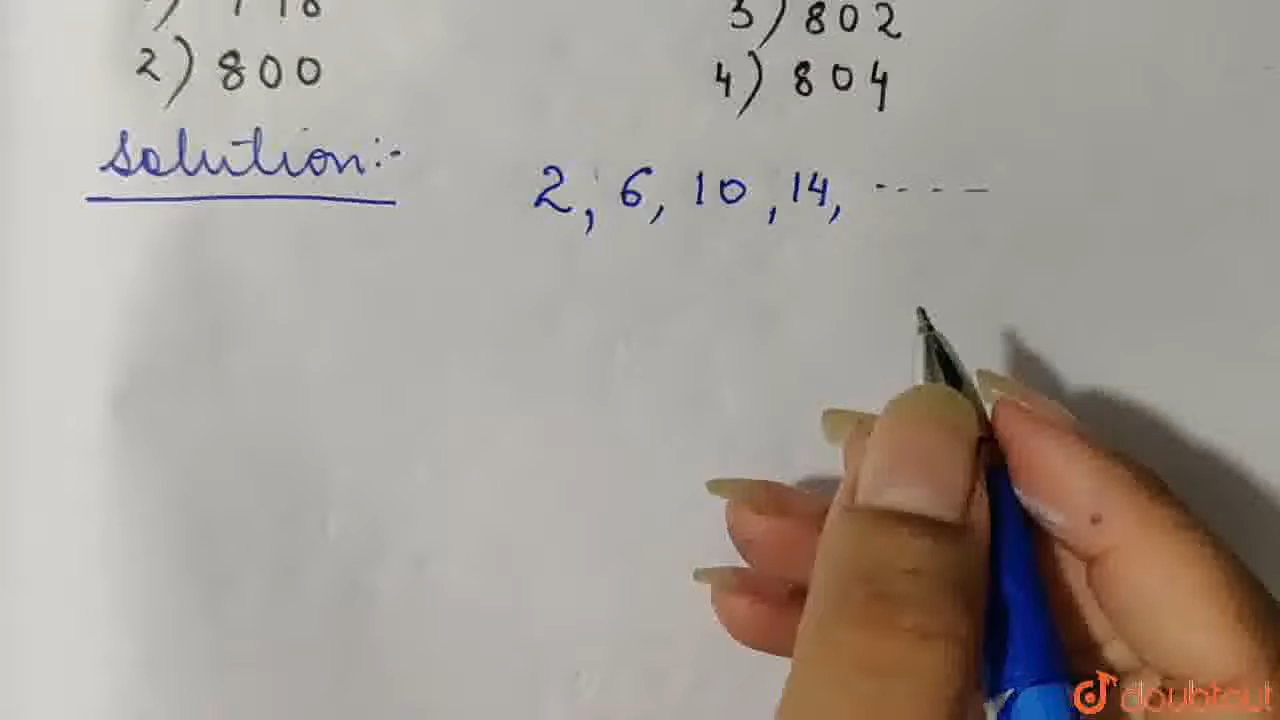 2) 800
3) 802
4) 804
Solution:-
2, 6, 10, 14, -----
doubtnut